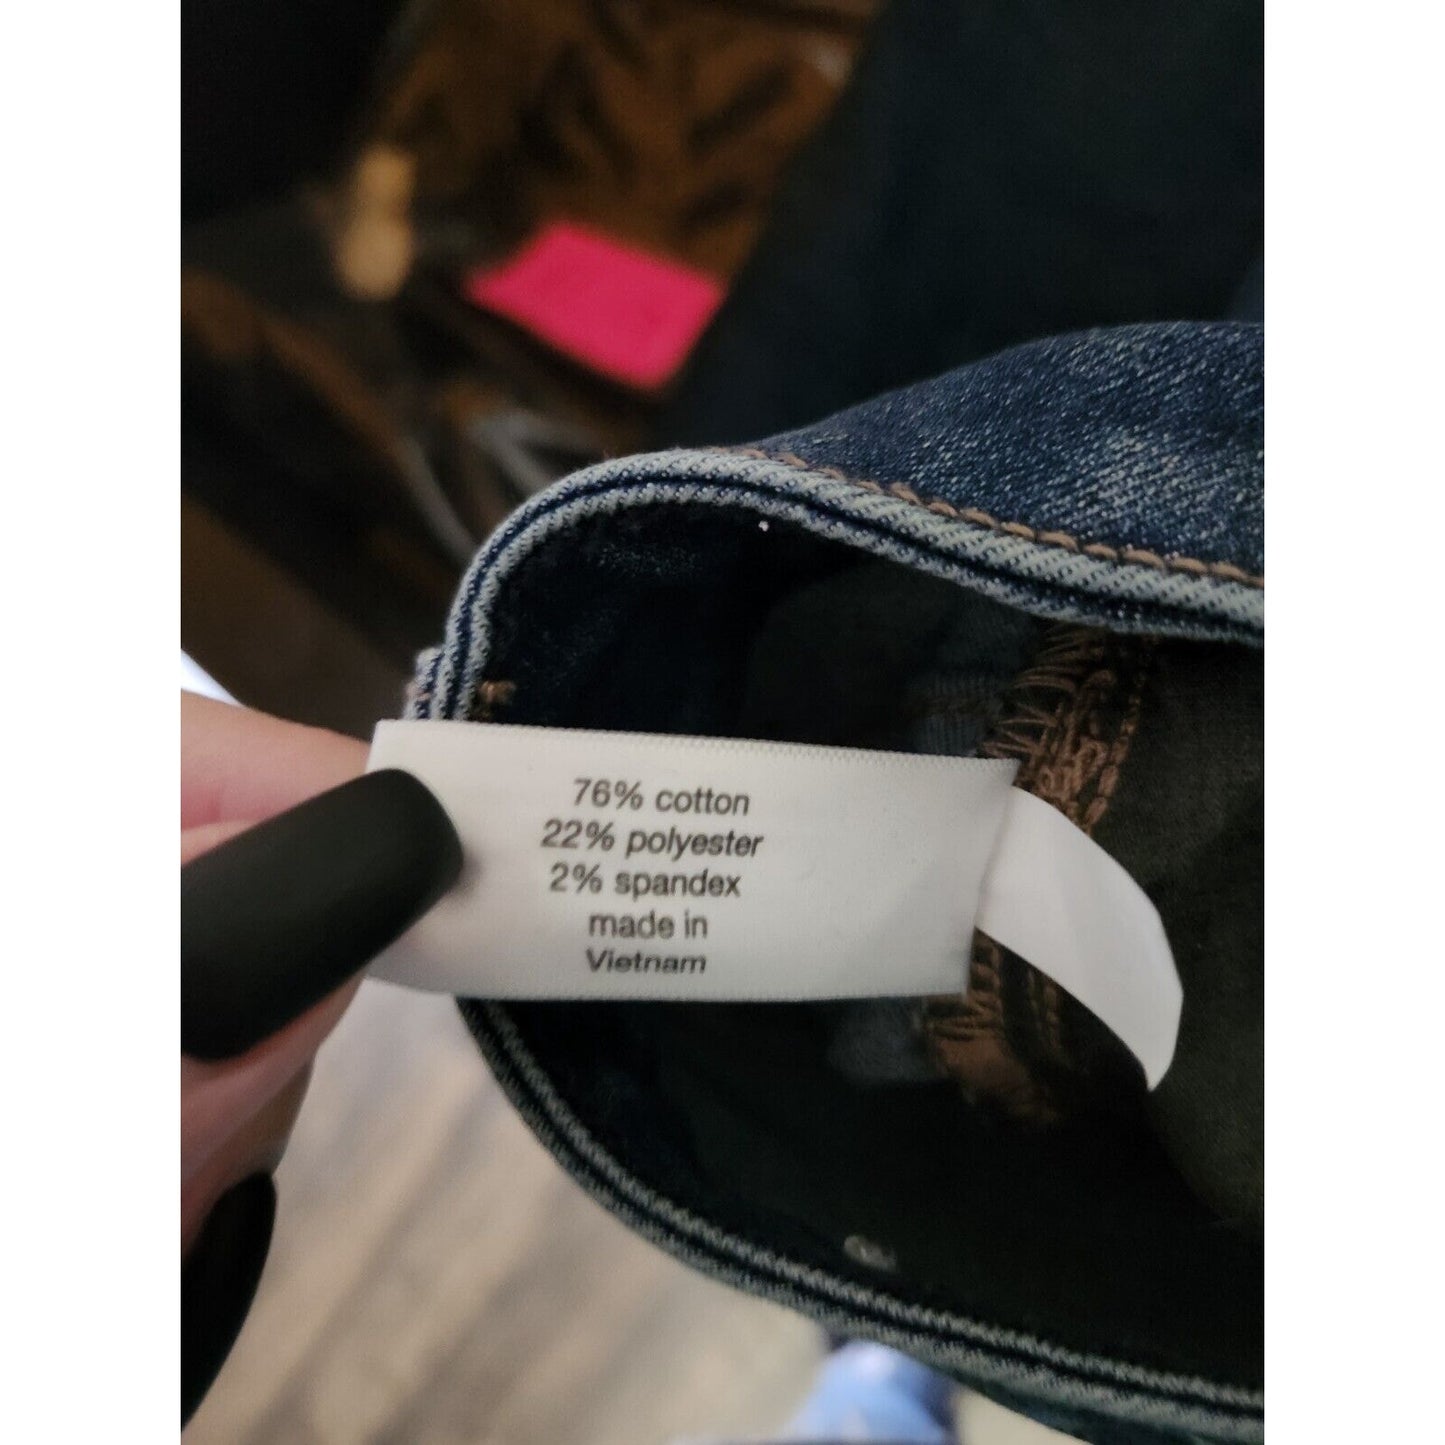 76% cotton
22% polyester
2% spandex
made in
Vietnam